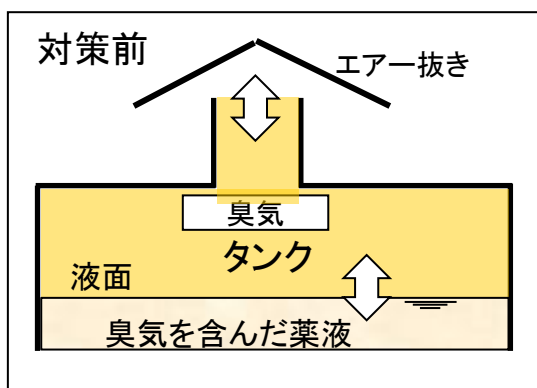 対策前
エアー抜き
臭気
タンク
液面
臭気を含んだ薬液